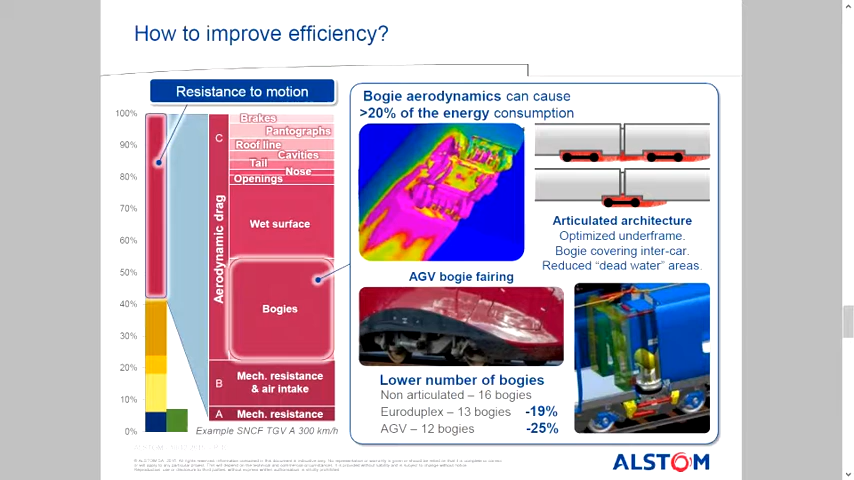 How to improve efficiency?
Resistance to motion
100%
90%
80%
70%
60%
50%
40%
30%
20%
10%
0%
C
Aerodynamic drag
B
A
Brakes
Pantographs
Roof line
Cavities
Tail
Nose
Openings
Wet surface
Bogies
Mech. resistance
& air intake
Mech. resistance
Example SNCF TGV A 300 km/h
Bogie aerodynamics can cause
>20% of the energy consumption
Articulated architecture
Optimized underframe.
Bogie covering inter-car.
Reduced “dead water” areas.
AGV bogie fairing
Lower number of bogies
Non articulated – 16 bogies
Euroduplex – 13 bogies -19%
AGV – 12 bogies -25%
ALSTOM